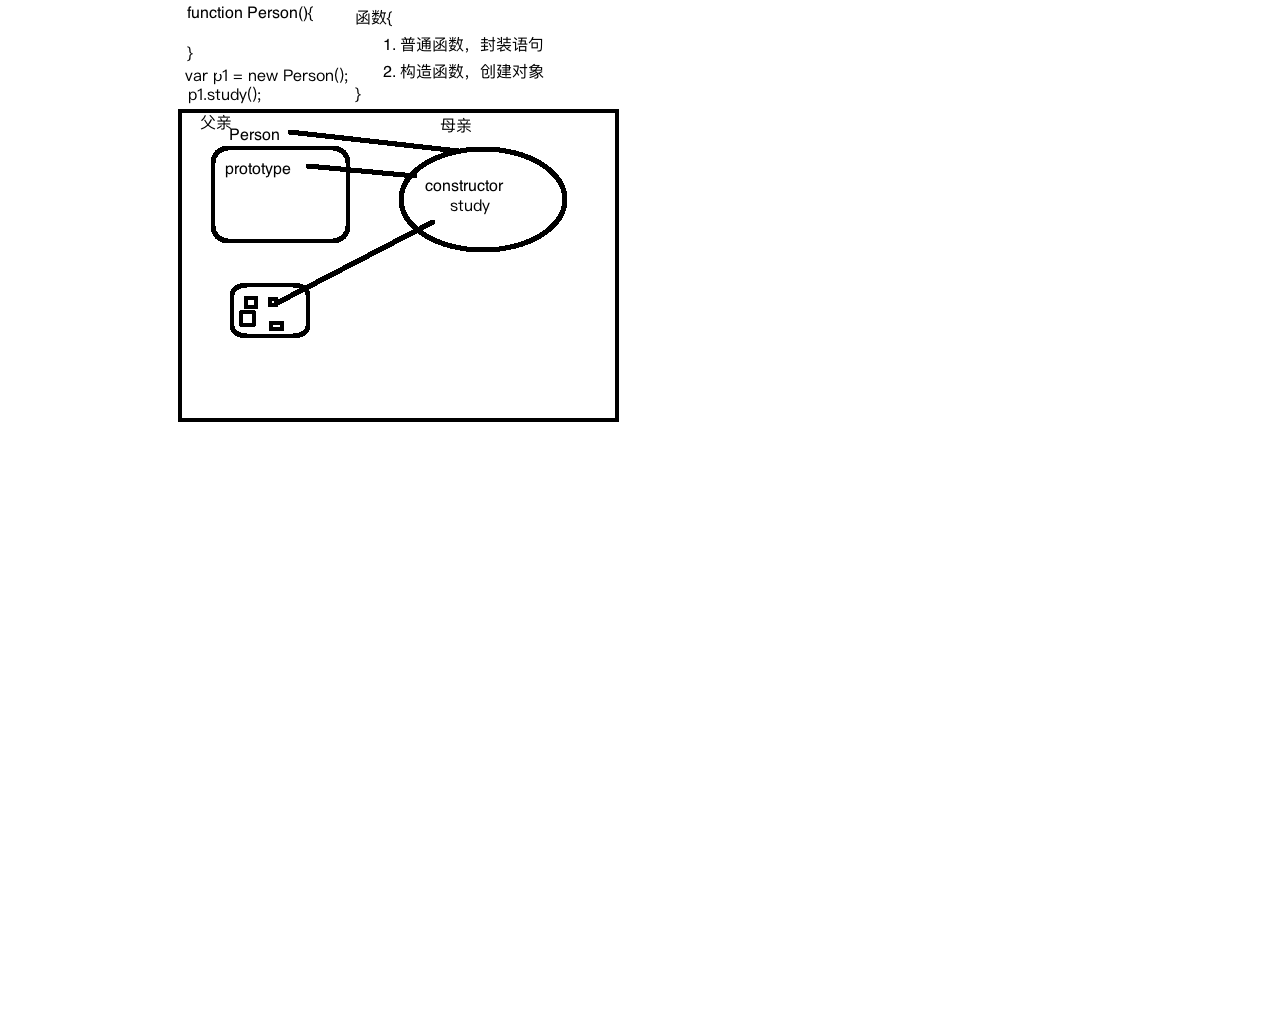 function Person(){
}
var p1 = new Person();
p1.study();
函数{
1. 普通函数，封装语句
2. 构造函数，创建对象
}
父亲
Person
母亲
prototype
constructor
study